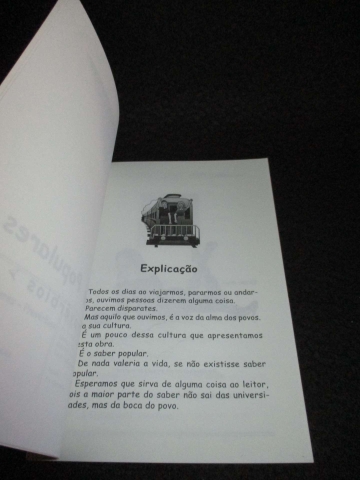 Explicação
Todos os dias ao viajarmos, pararmos ou andar-
s, ouvimos pessoas dizerem alguma coisa.
Parecem disparates.
Mas aquilo que ouvimos, é a voz da alma dos povos.
a sua cultura.
É um pouco dessa cultura que apresentamos
esta obra.
É o saber popular.
De nada valeria a vida, se não existisse saber
opular.
Esperamos que sirva de alguma coisa ao leitor,
ois a maior parte do saber não sai das universi-
ades, mas da boca do povo.